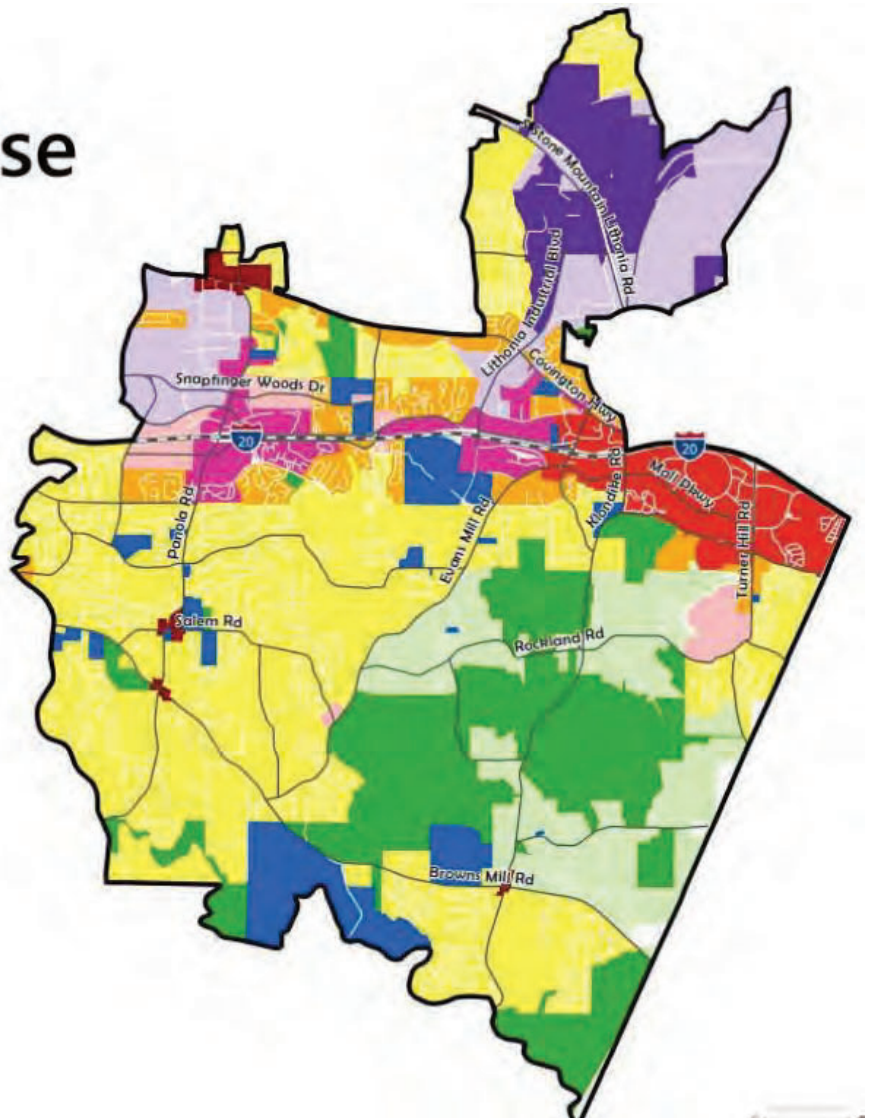 se
Stone Mountain Lithonia Rd
Lithonia Industrial Blvd
Covington Hwy
Snapfinger Woods Dr
20
20
Mall Pkwy
Klondike Rd
Turner Hill Rd
Panola Rd
Evans Mill Rd
Salem Rd
Rockland Rd
Browns Mill Rd